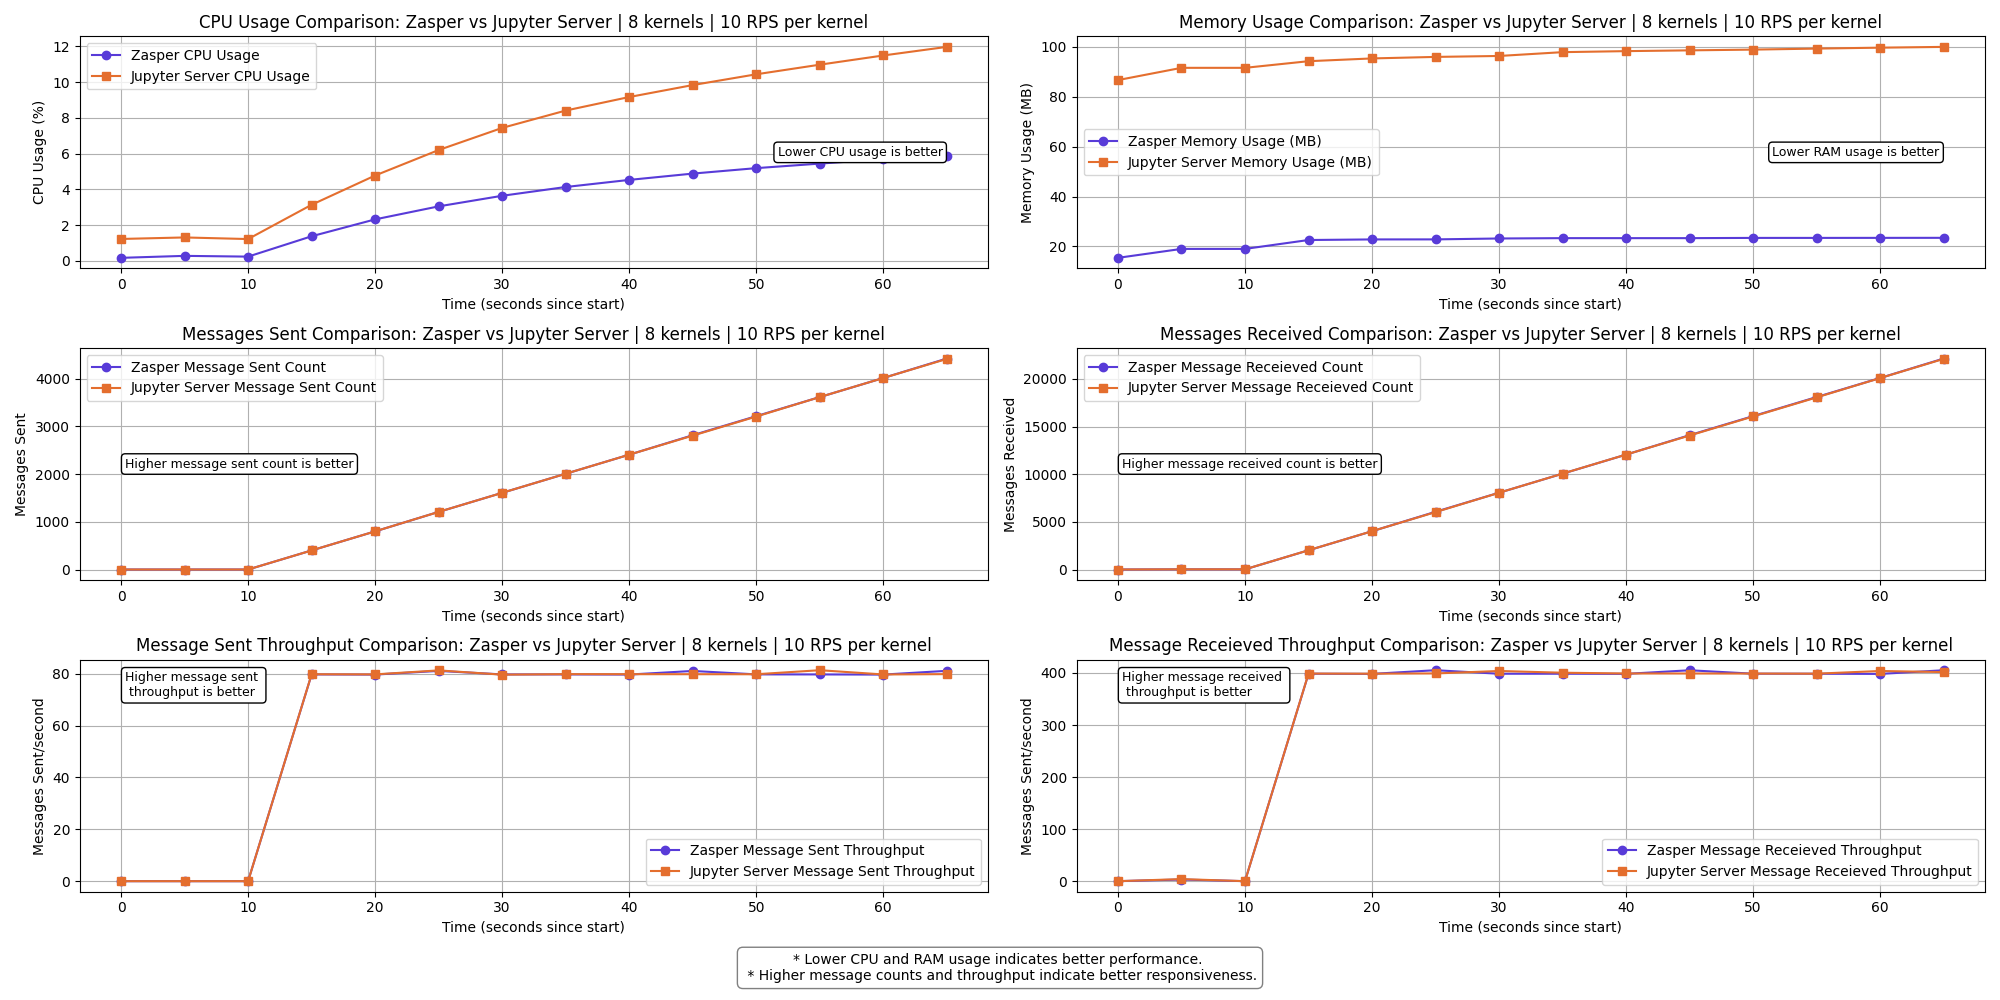 CPU Usage Comparison: Zasper vs Jupyter Server | 8 kernels | 10 RPS per kernel
Zasper CPU Usage
Jupyter Server CPU Usage
Lower CPU usage is better
CPU Usage (%)
12
10
8
6
4
2
0
0 10 20 30 40 50 60
Time (seconds since start)
Memory Usage Comparison: Zasper vs Jupyter Server | 8 kernels | 10 RPS per kernel
Zasper Memory Usage (MB)
Jupyter Server Memory Usage (MB)
Lower RAM usage is better
Memory Usage (MB)
100
80
60
40
20
0 10 20 30 40 50 60
Time (seconds since start)
Messages Sent Comparison: Zasper vs Jupyter Server | 8 kernels | 10 RPS per kernel
Zasper Message Sent Count
Jupyter Server Message Sent Count
Higher message sent count is better
Messages Sent
4000
3000
2000
1000
0
0 10 20 30 40 50 60
Time (seconds since start)
Messages Received Comparison: Zasper vs Jupyter Server | 8 kernels | 10 RPS per kernel
Zasper Message Receieved Count
Jupyter Server Message Receieved Count
Higher message received count is better
Messages Received
20000
15000
10000
5000
0
0 10 20 30 40 50 60
Time (seconds since start)
Message Sent Throughput Comparison: Zasper vs Jupyter Server | 8 kernels | 10 RPS per kernel
Higher message sent
throughput is better
Zasper Message Sent Throughput
Jupyter Server Message Sent Throughput
Messages Sent/second
80
60
40
20
0
0 10 20 30 40 50 60
Time (seconds since start)
Message Receieved Throughput Comparison: Zasper vs Jupyter Server | 8 kernels | 10 RPS per kernel
Higher message received
throughput is better
Zasper Message Receieved Throughput
Jupyter Server Message Receieved Throughput
Messages Sent/second
400
300
200
100
0
0 10 20 30 40 50 60
Time (seconds since start)
* Lower CPU and RAM usage indicates better performance.
* Higher message counts and throughput indicate better responsiveness.